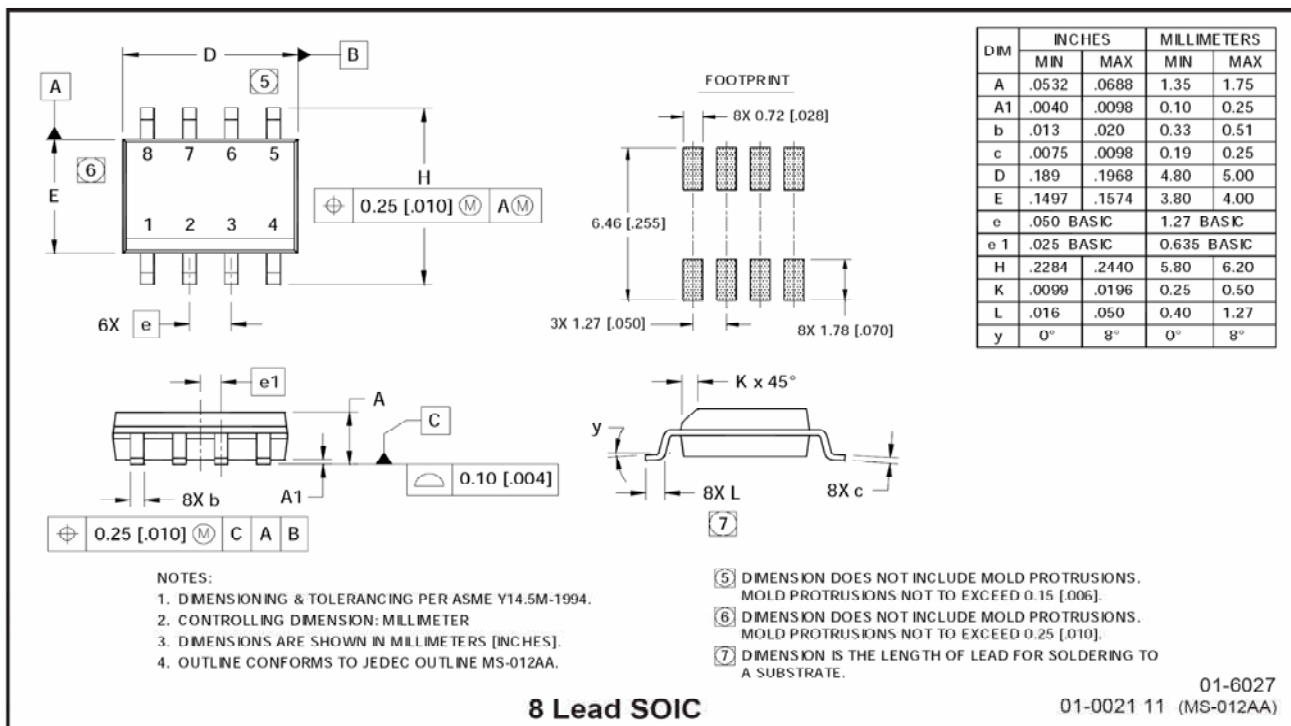 D
B
5
A
8 7 6 5
6
E
H
1 2 3 4
0.25 [.010] M A M
6X e
FOOTPRINT
8X 0.72 [.028]
6.46 [.255]
3X 1.27 [.050]
8X 1.78 [.070]
DIM INCHES MILLIMETERS
MIN MAX MIN MAX
A .0532 .0688 1.35 1.75
A1 .0040 .0098 0.10 0.25
b .013 .020 0.33 0.51
c .0075 .0098 0.19 0.25
D .189 .1968 4.80 5.00
E .1497 .1574 3.80 4.00
e .050 BASIC 1.27 BASIC
e 1 .025 BASIC 0.635 BASIC
H .2284 .2440 5.80 6.20
K .0099 .0196 0.25 0.50
L .016 .050 0.40 1.27
y 0° 8° 0° 8°
e1
A
C
0.10 [.004]
8X b
A1
0.25 [.010] M C A B
K x 45°
y
8X L
8X c
7
NOTES:
1. DIMENSIONING & TOLERANCING PER ASME Y14.5M-1994.
2. CONTROLLING DIMENSION: MILLIMETER
3. DIMENSIONS ARE SHOWN IN MILLIMETERS [INCHES].
4. OUTLINE CONFORMS TO JEDEC OUTLINE MS-012AA.
5 DIMENSION DOES NOT INCLUDE MOLD PROTRUSIONS.
MOLD PROTRUSIONS NOT TO EXCEED 0.15 [.006].
6 DIMENSION DOES NOT INCLUDE MOLD PROTRUSIONS.
MOLD PROTRUSIONS NOT TO EXCEED 0.25 [.010].
7 DIMENSION IS THE LENGTH OF LEAD FOR SOLDERING TO
A SUBSTRATE.
8 Lead SOIC
01-6027
01-0021 11 (MS-012AA)